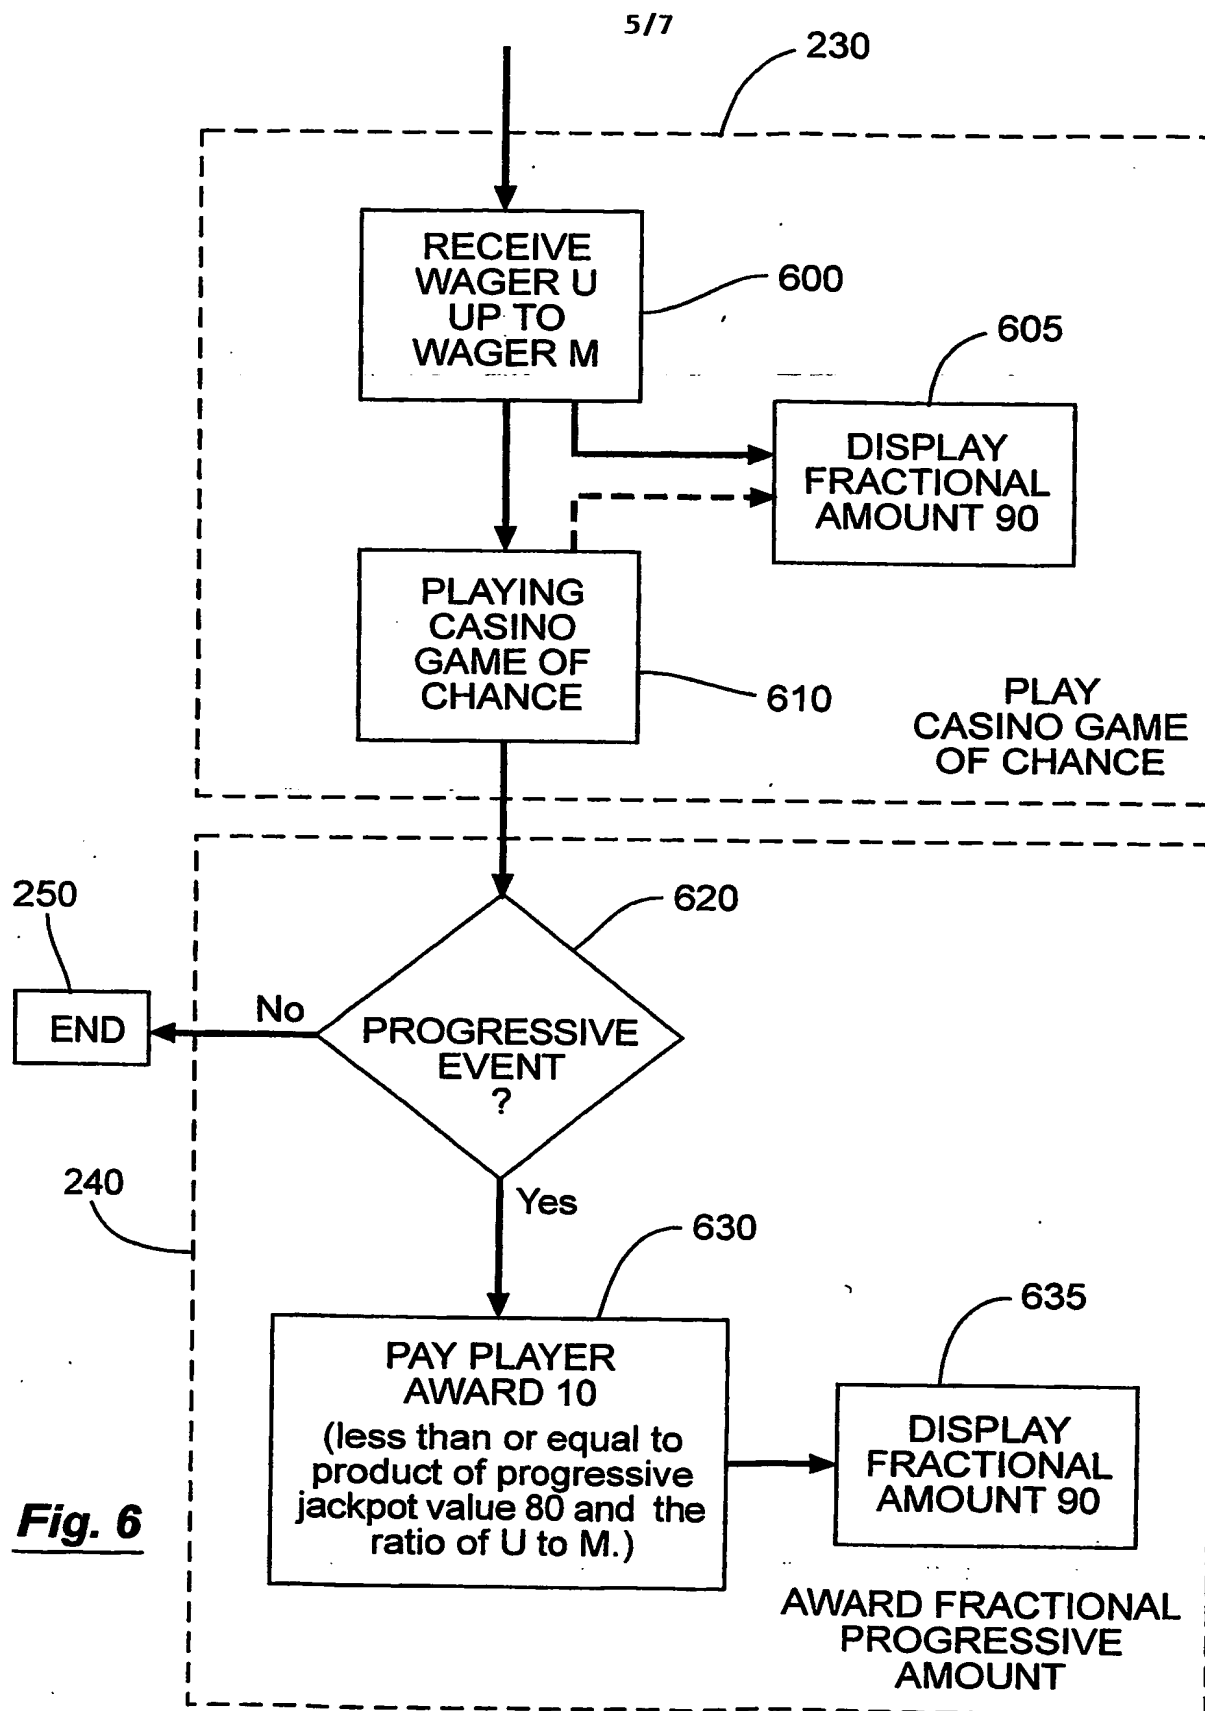 5/7
230
RECEIVE
WAGER U
UP TO
WAGER M
600
605
DISPLAY
FRACTIONAL
AMOUNT 90
PLAYING
CASINO
GAME OF
CHANCE
610
PLAY
CASINO GAME
OF CHANCE
250
620
END
No
PROGRESSIVE
EVENT
?
240
Yes
630
635
PAY PLAYER
AWARD 10
(less than or equal to
product of progressive
jackpot value 80 and the
ratio of U to M.)
DISPLAY
FRACTIONAL
AMOUNT 90
Fig. 6
AWARD FRACTIONAL
PROGRESSIVE
AMOUNT